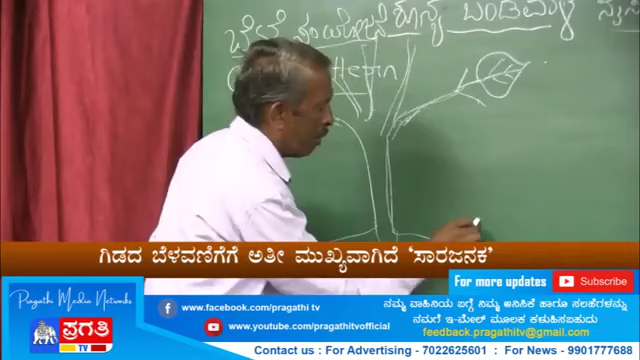 ಬೆಳೆ ಸಂಯೋಜನೆ ಶೂನ್ಯ ಬಂಡವಾಳ
ಗಿಡದ ಬೆಳವಣಿಗೆಗೆ ಅತೀ ಮುಖ್ಯವಾಗಿದೆ 'ಸಾರಜನಕ'
For more updates
Subscribe
Pragathi Media Networks
ಪ್ರಗತಿ
TV
www.facebook.com/pragathi tv
www.youtube.com/pragathitvofficial
ನಮ್ಮ ವಾಹಿನಿಯ ಬಗ್ಗೆ ನಿಮ್ಮ ಅನಿಸಿಕೆ ಹಾಗೂ ಸಲಹೆಗಳನ್ನು
ನಮಗೆ ಇ-ಮೇಲ್ ಮೂಲಕ ಕಳುಹಿಸಬಹುದು
feedback.pragathitv@gmail.com
Contact us : For Advertising - 7022625601 : For News - 9901777688